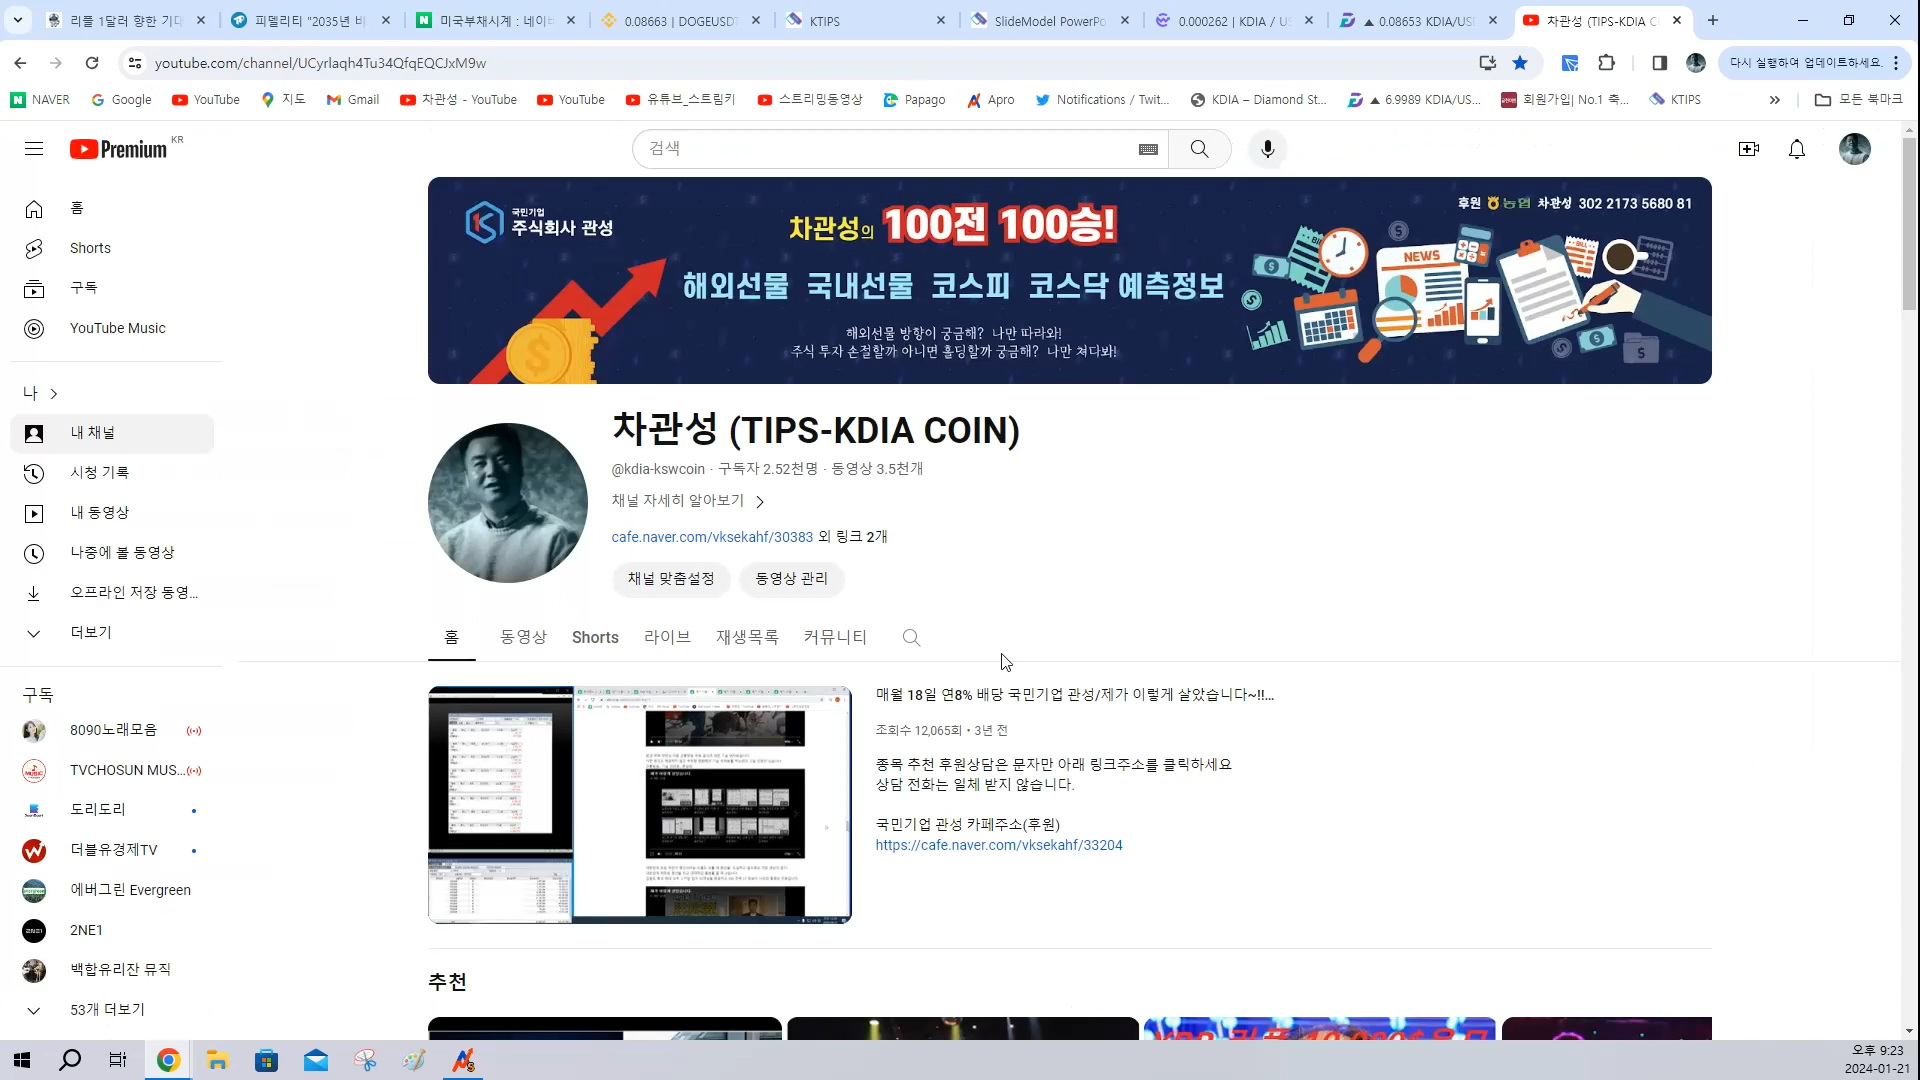 리플 1달러 향한 기대
피델리티 "2035년 비
미국부채시계 : 네이버
0.08663 | DOGEUSDT
KTIPS
SlideModel PowerPo
0.000262 | KDIA / US
▲ 0.08653 KDIA/USD
차관성 (TIPS-KDIA C
youtube.com/channel/UCyrlaqh4Tu34QfqEQCJxM9w
다시 실행하여 업데이트하세요.
NAVER
Google
YouTube
지도
Gmail
차관성 - YouTube
YouTube
유튜브_스트림키
스트리밍동영상
Papago
Apro
Notifications / Twit...
KDIA – Diamond St...
▲ 6.9989 KDIA/US...
회원가입| No.1 축...
KTIPS
모든 북마크
Premium KR
검색
홈
Shorts
구독
YouTube Music
나
내 채널
시청 기록
내 동영상
나중에 볼 동영상
오프라인 저장 동영...
더보기
구독
8090노래모음
TVCHOSUN MUS...
도리도리
더블유경제TV
에버그린 Evergreen
2NE1
백합유리잔 뮤직
53개 더보기
국민기업
주식회사 관성
차관성의 100전 100승!
후원 농협 차관성 302 2173 5680 81
해외선물 국내선물 코스피 코스닥 예측정보
해외선물 방향이 궁금해? 나만 따라와!
주식 투자 손절할까 아니면 홀딩할까 궁금해? 나만 쳐다봐!
NEWS
BILL
차관성 (TIPS-KDIA COIN)
@kdia-kswcoin · 구독자 2.52천명 · 동영상 3.5천개
채널 자세히 알아보기
cafe.naver.com/vksekahf/30383 외 링크 2개
채널 맞춤설정
동영상 관리
홈
동영상
Shorts
라이브
재생목록
커뮤니티
매월 18일 연8% 배당 국민기업 관성/제가 이렇게 살았습니다~!!...
조회수 12,065회 • 3년 전
종목 추천 후원상담은 문자만 아래 링크주소를 클릭하세요
상담 전화는 일체 받지 않습니다.
국민기업 관성 카페주소(후원)
https://cafe.naver.com/vksekahf/33204
추천
오후 9:23
2024-01-21